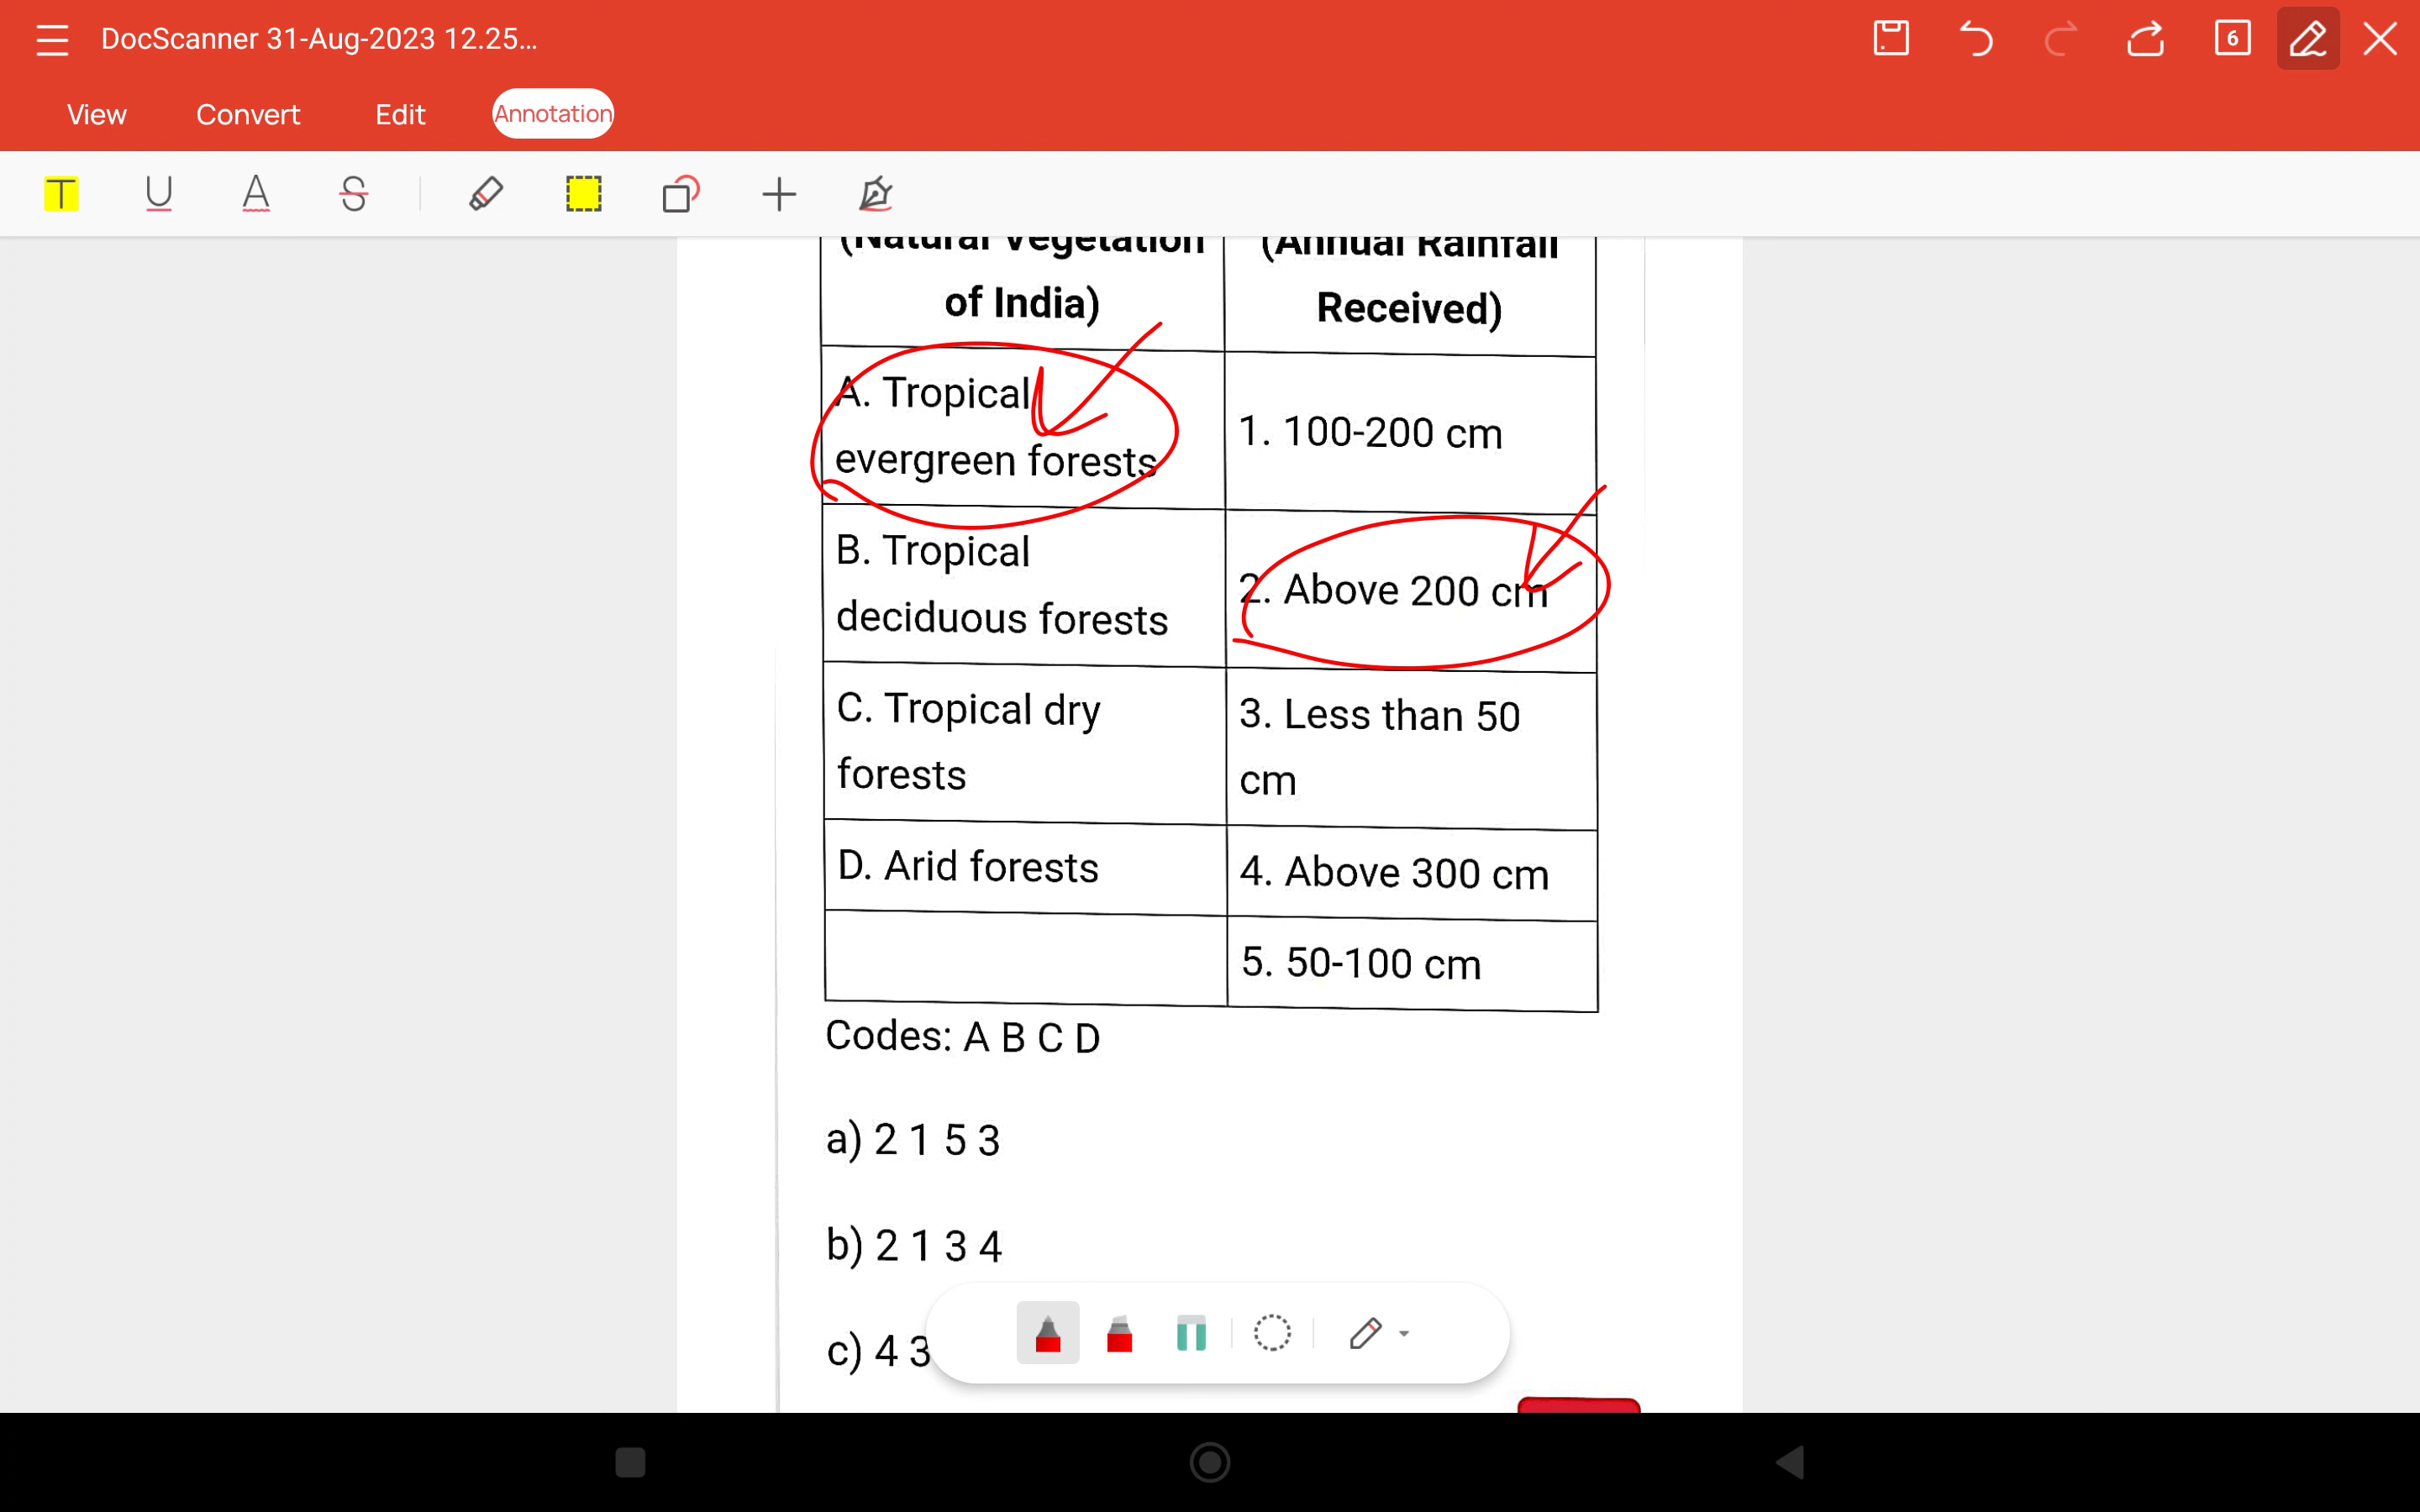 DocScanner 31-Aug-2023 12.25...
6
View Convert Edit Annotation
T U A S
(Natural Vegetation (Annual Rainfall
of India) Received)
A. Tropical
evergreen forests
1. 100-200 cm
B. Tropical
deciduous forests
2. Above 200 cm
C. Tropical dry
forests
3. Less than 50
cm
D. Arid forests 4. Above 300 cm
5. 50-100 cm
Codes: A B C D
a) 2 1 5 3
b) 2 1 3 4
c) 4 3